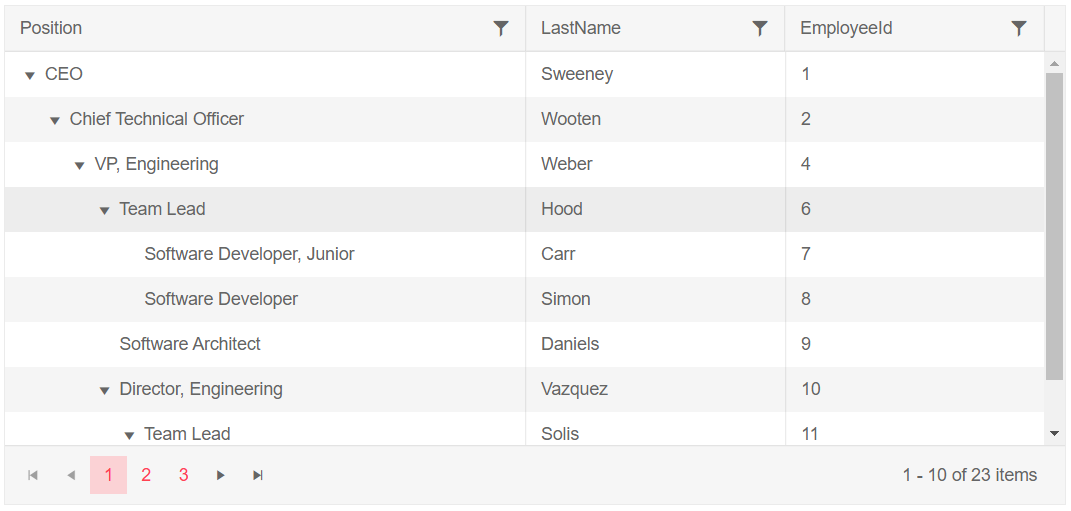 Position LastName EmployeeId
CEO Sweeney 1
Chief Technical Officer Wooten 2
VP, Engineering Weber 4
Team Lead Hood 6
Software Developer, Junior Carr 7
Software Developer Simon 8
Software Architect Daniels 9
Director, Engineering Vazquez 10
Team Lead Solis 11
1 2 3 1 - 10 of 23 items